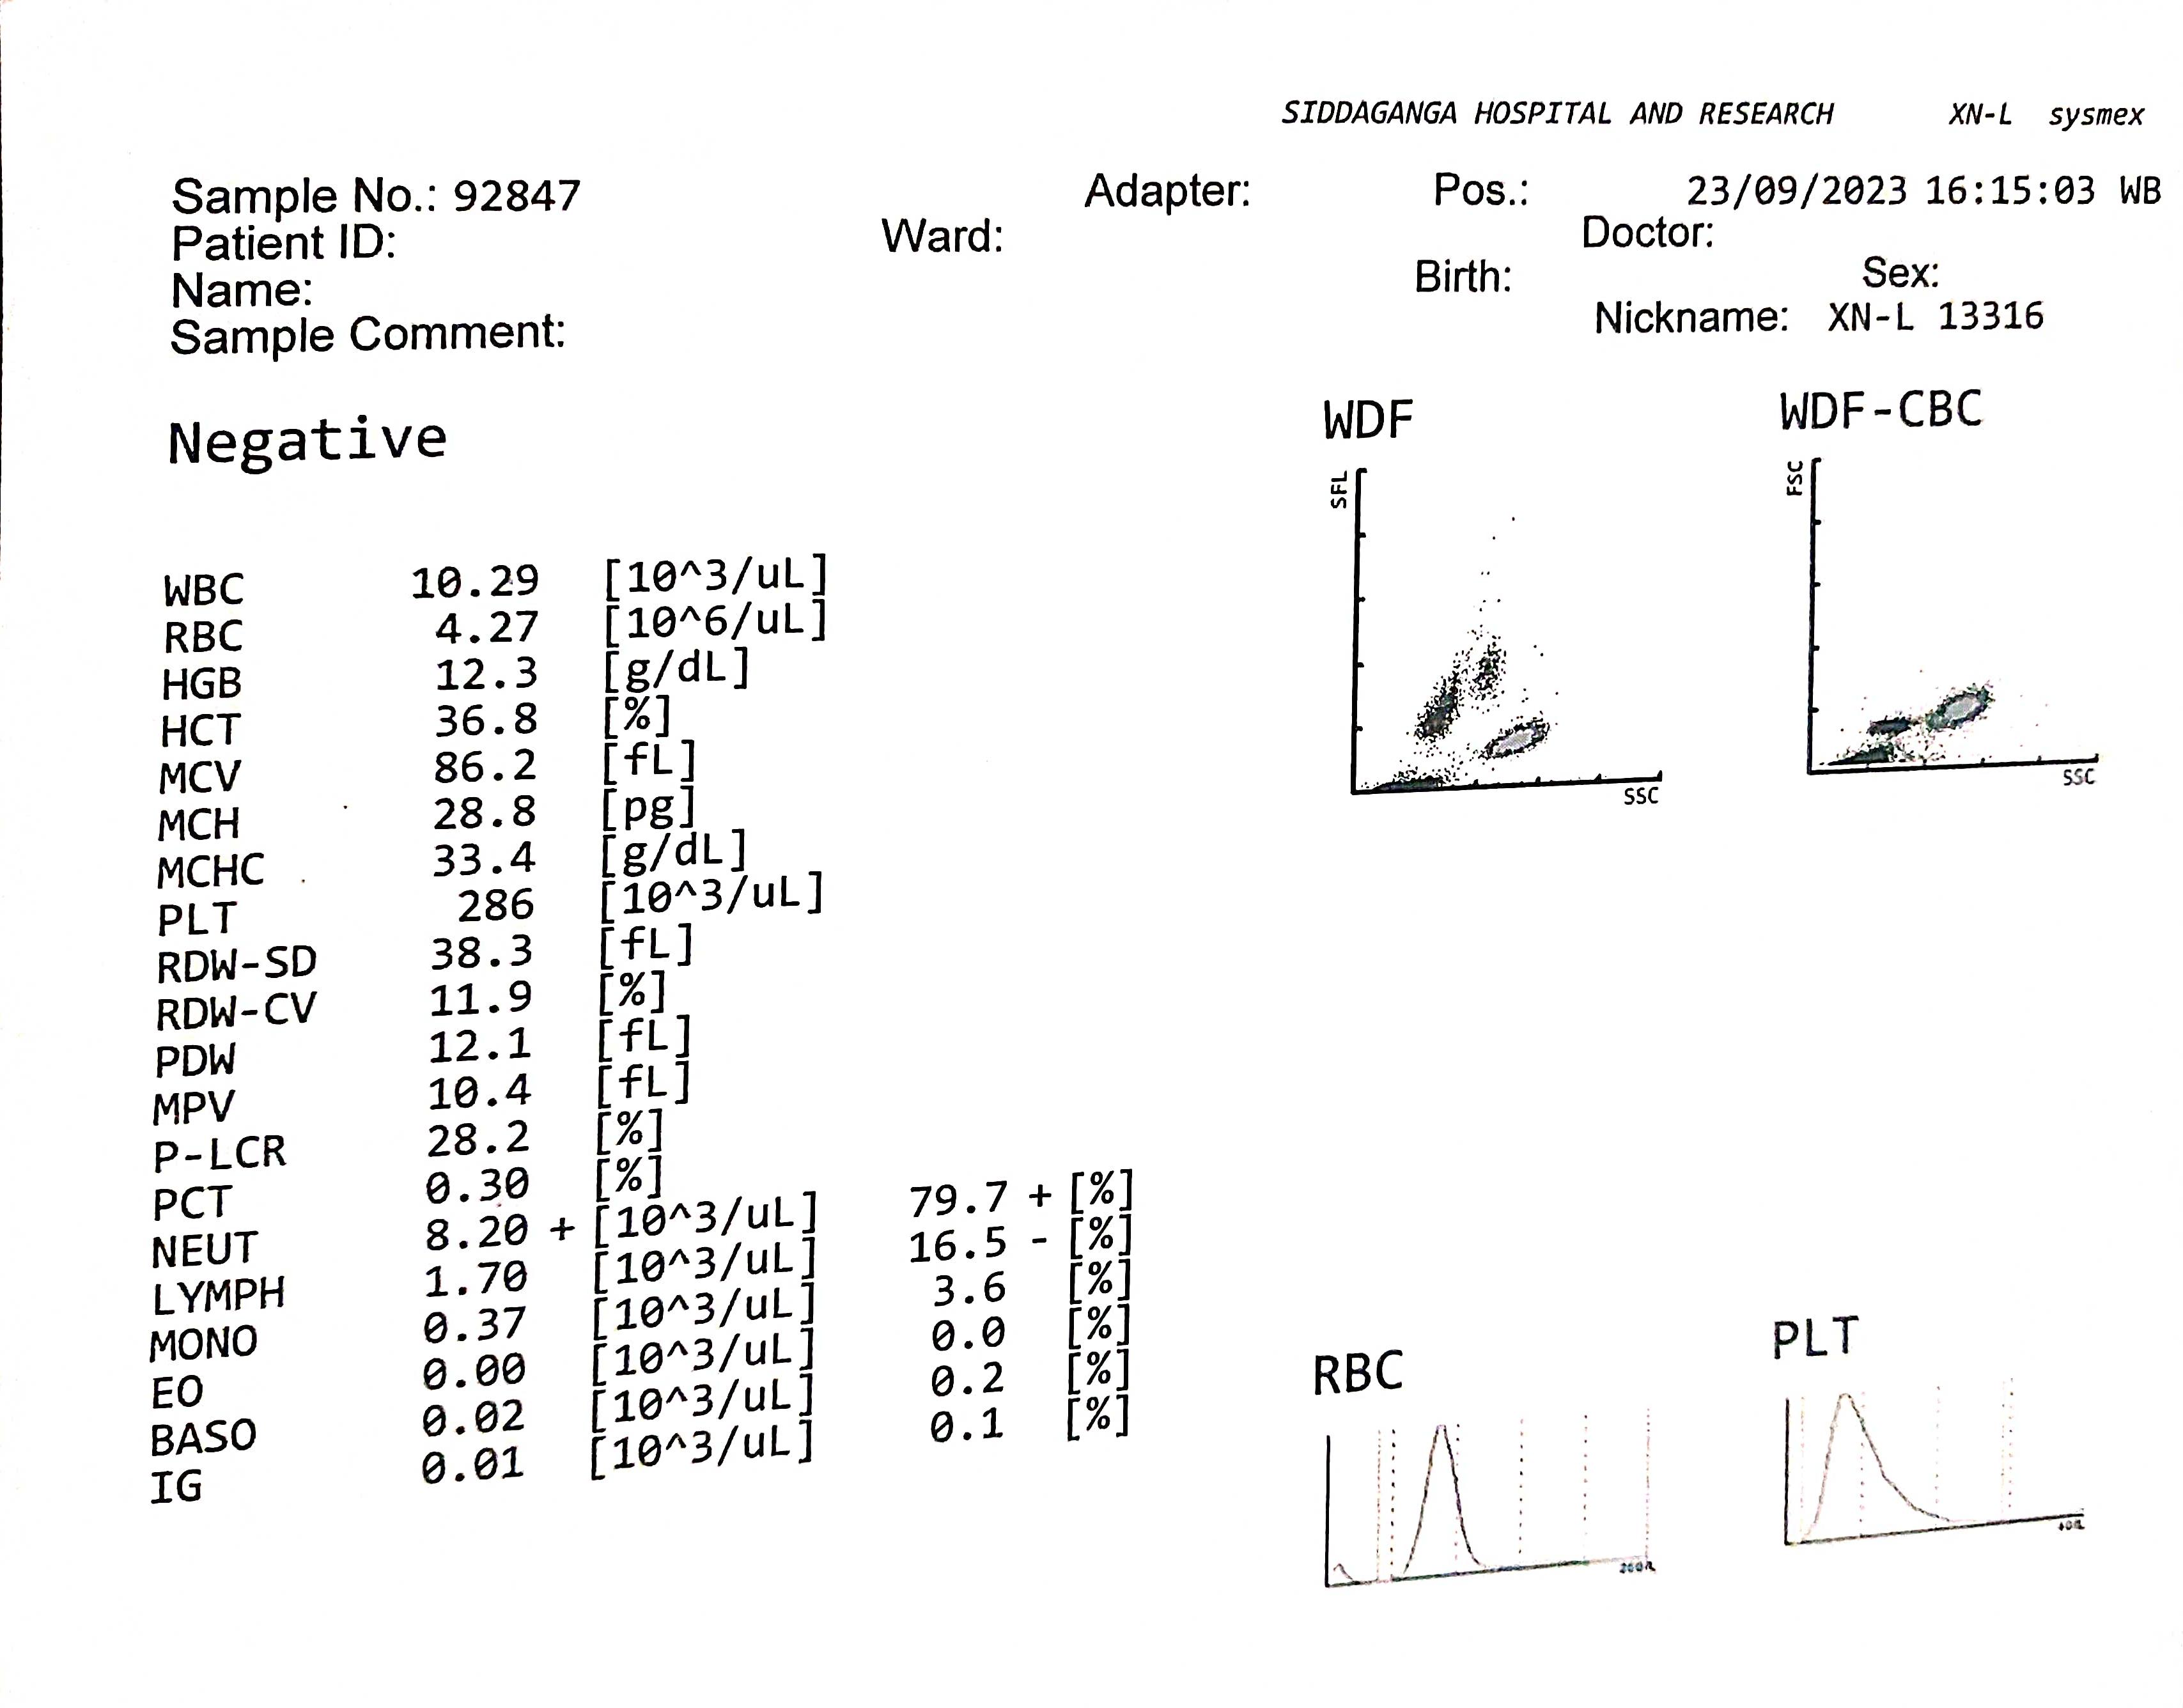 SIDDAGANGA HOSPITAL AND RESEARCH XN-L sysmex
Sample No.: 92847 Adapter: Pos.: 23/09/2023 16:15:03 WB
Patient ID: Ward: Doctor:
Name: Birth: Sex:
Sample Comment: Nickname: XN-L 13316
Negative
WDF WDF-CBC
SFL FSC
SSC SSC
WBC 10.29 [10^3/uL]
RBC 4.27 [10^6/uL]
HGB 12.3 [g/dL]
HCT 36.8 [%]
MCV 86.2 [fL]
MCH 28.8 [pg]
MCHC 33.4 [g/dL]
PLT 286 [10^3/uL]
RDW-SD 38.3 [fL]
RDW-CV 11.9 [%]
PDW 12.1 [fL]
MPV 10.4 [fL]
P-LCR 28.2 [%]
PCT 0.30 [%]
NEUT 8.20 + [10^3/uL] 79.7 + [%]
LYMPH 1.70 [10^3/uL] 16.5 - [%]
MONO 0.37 [10^3/uL] 3.6 [%]
EO 0.00 [10^3/uL] 0.0 [%]
BASO 0.02 [10^3/uL] 0.2 [%]
IG 0.01 [10^3/uL] 0.1 [%]
RBC PLT